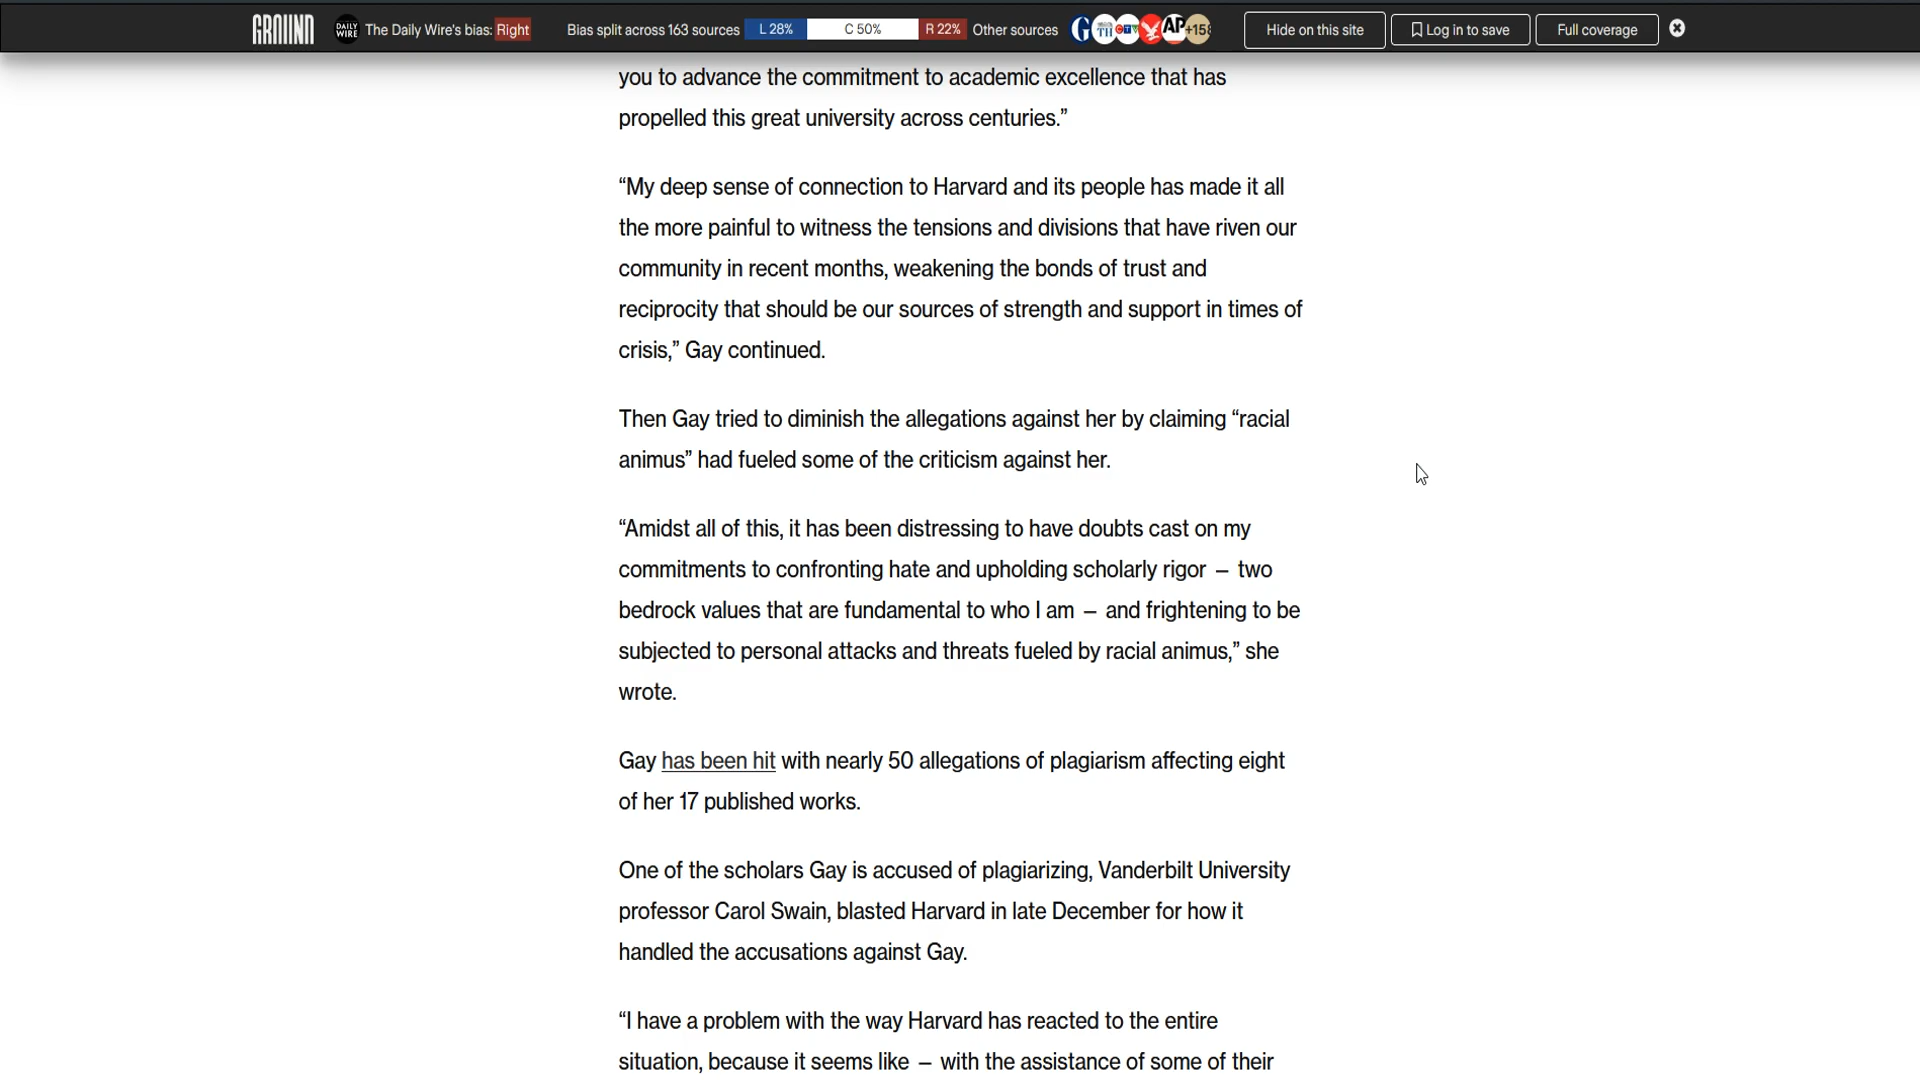 GROUND DAILY WIRE The Daily Wire's bias: Right Bias split across 163 sources L 28% C 50% R 22% Other sources G TH CTV AP +158 Hide on this site Log in to save Full coverage
you to advance the commitment to academic excellence that has
propelled this great university across centuries.”
“My deep sense of connection to Harvard and its people has made it all
the more painful to witness the tensions and divisions that have riven our
community in recent months, weakening the bonds of trust and
reciprocity that should be our sources of strength and support in times of
crisis,” Gay continued.
Then Gay tried to diminish the allegations against her by claiming “racial
animus” had fueled some of the criticism against her.
“Amidst all of this, it has been distressing to have doubts cast on my
commitments to confronting hate and upholding scholarly rigor – two
bedrock values that are fundamental to who I am – and frightening to be
subjected to personal attacks and threats fueled by racial animus,” she
wrote.
Gay has been hit with nearly 50 allegations of plagiarism affecting eight
of her 17 published works.
One of the scholars Gay is accused of plagiarizing, Vanderbilt University
professor Carol Swain, blasted Harvard in late December for how it
handled the accusations against Gay.
“I have a problem with the way Harvard has reacted to the entire
situation, because it seems like – with the assistance of some of their